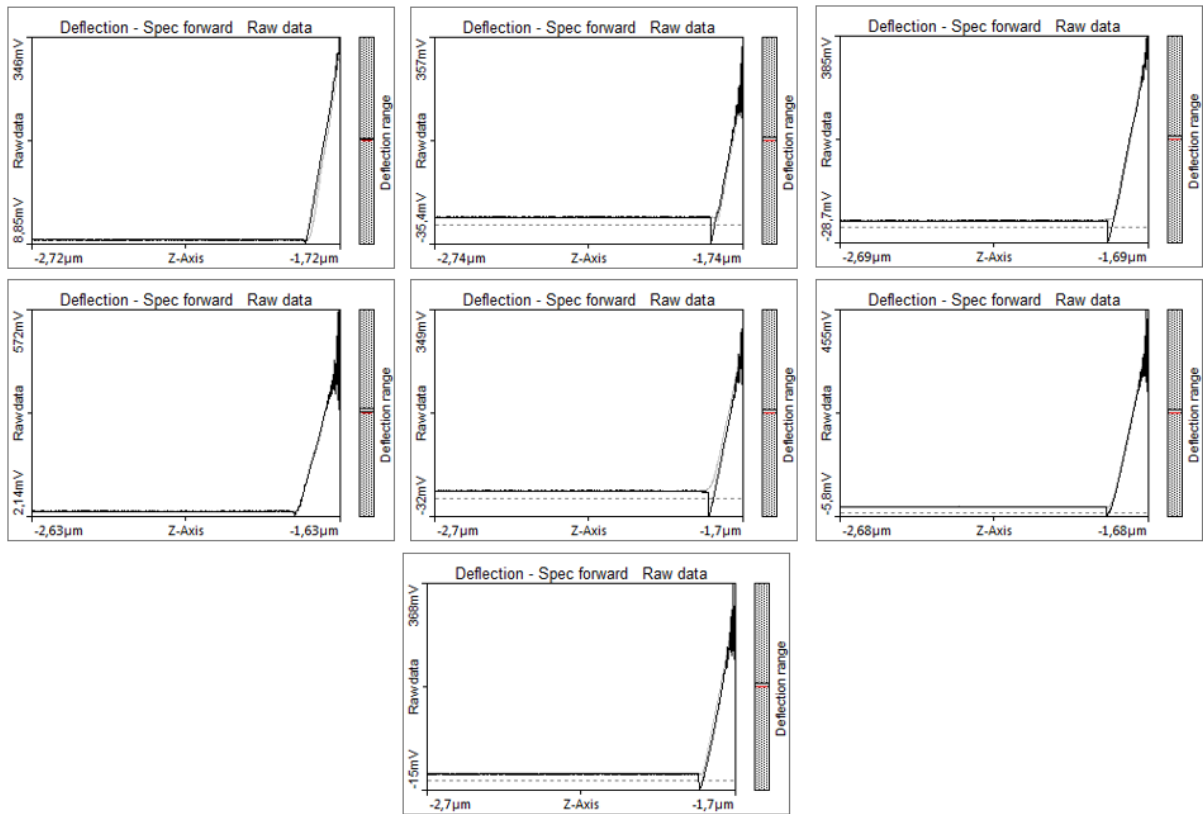 Deflection - Spec forward Raw data
346mV
Raw data
8,85mV
-2,72µm Z-Axis -1,72µm
Deflection range
Deflection - Spec forward Raw data
357mV
Raw data
-35,4mV
-2,74µm Z-Axis -1,74µm
Deflection range
Deflection - Spec forward Raw data
385mV
Raw data
-28,7mV
-2,69µm Z-Axis -1,69µm
Deflection range
Deflection - Spec forward Raw data
572mV
Raw data
2,14mV
-2,63µm Z-Axis -1,63µm
Deflection range
Deflection - Spec forward Raw data
349mV
Raw data
-32mV
-2,7µm Z-Axis -1,7µm
Deflection range
Deflection - Spec forward Raw data
455mV
Raw data
-5,8mV
-2,68µm Z-Axis -1,68µm
Deflection range
Deflection - Spec forward Raw data
368mV
Raw data
-15mV
-2,7µm Z-Axis -1,7µm
Deflection range